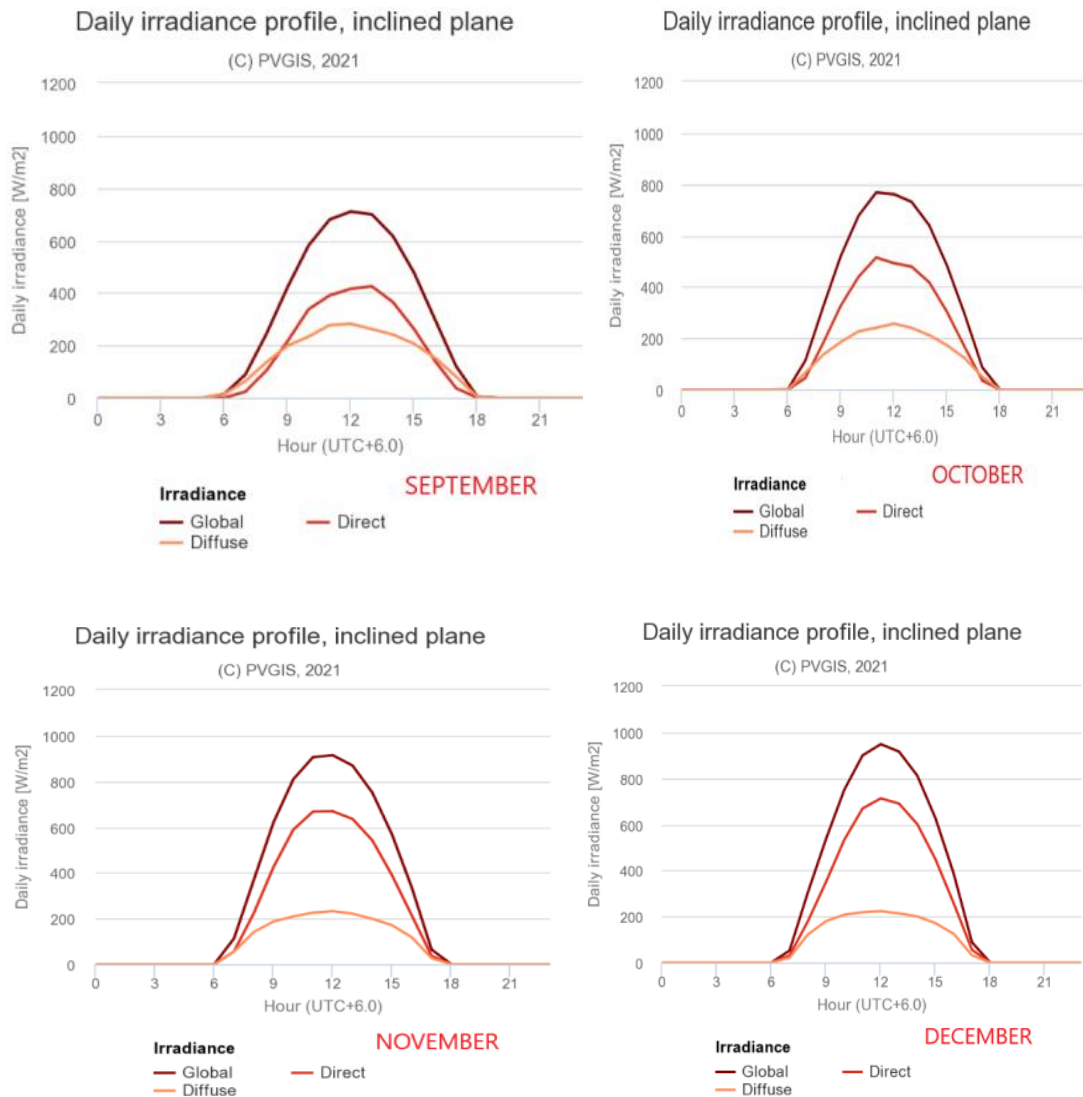 Daily irradiance profile, inclined plane
(C) PVGIS, 2021
1200
1000
800
600
400
200
0
Daily irradiance [W/m2]
0 3 6 9 12 15 18 21
Hour (UTC+6.0)
SEPTEMBER
Irradiance
Global Direct
Diffuse
Daily irradiance profile, inclined plane
(C) PVGIS, 2021
1200
1000
800
600
400
200
0
Daily irradiance [W/m2]
0 3 6 9 12 15 18 21
Hour (UTC+6.0)
OCTOBER
Irradiance
Global Direct
Diffuse
Daily irradiance profile, inclined plane
(C) PVGIS, 2021
1200
1000
800
600
400
200
0
Daily irradiance [W/m2]
0 3 6 9 12 15 18 21
Hour (UTC+6.0)
NOVEMBER
Irradiance
Global Direct
Diffuse
Daily irradiance profile, inclined plane
(C) PVGIS, 2021
1200
1000
800
600
400
200
0
Daily irradiance [W/m2]
0 3 6 9 12 15 18 21
Hour (UTC+6.0)
DECEMBER
Irradiance
Global Direct
Diffuse